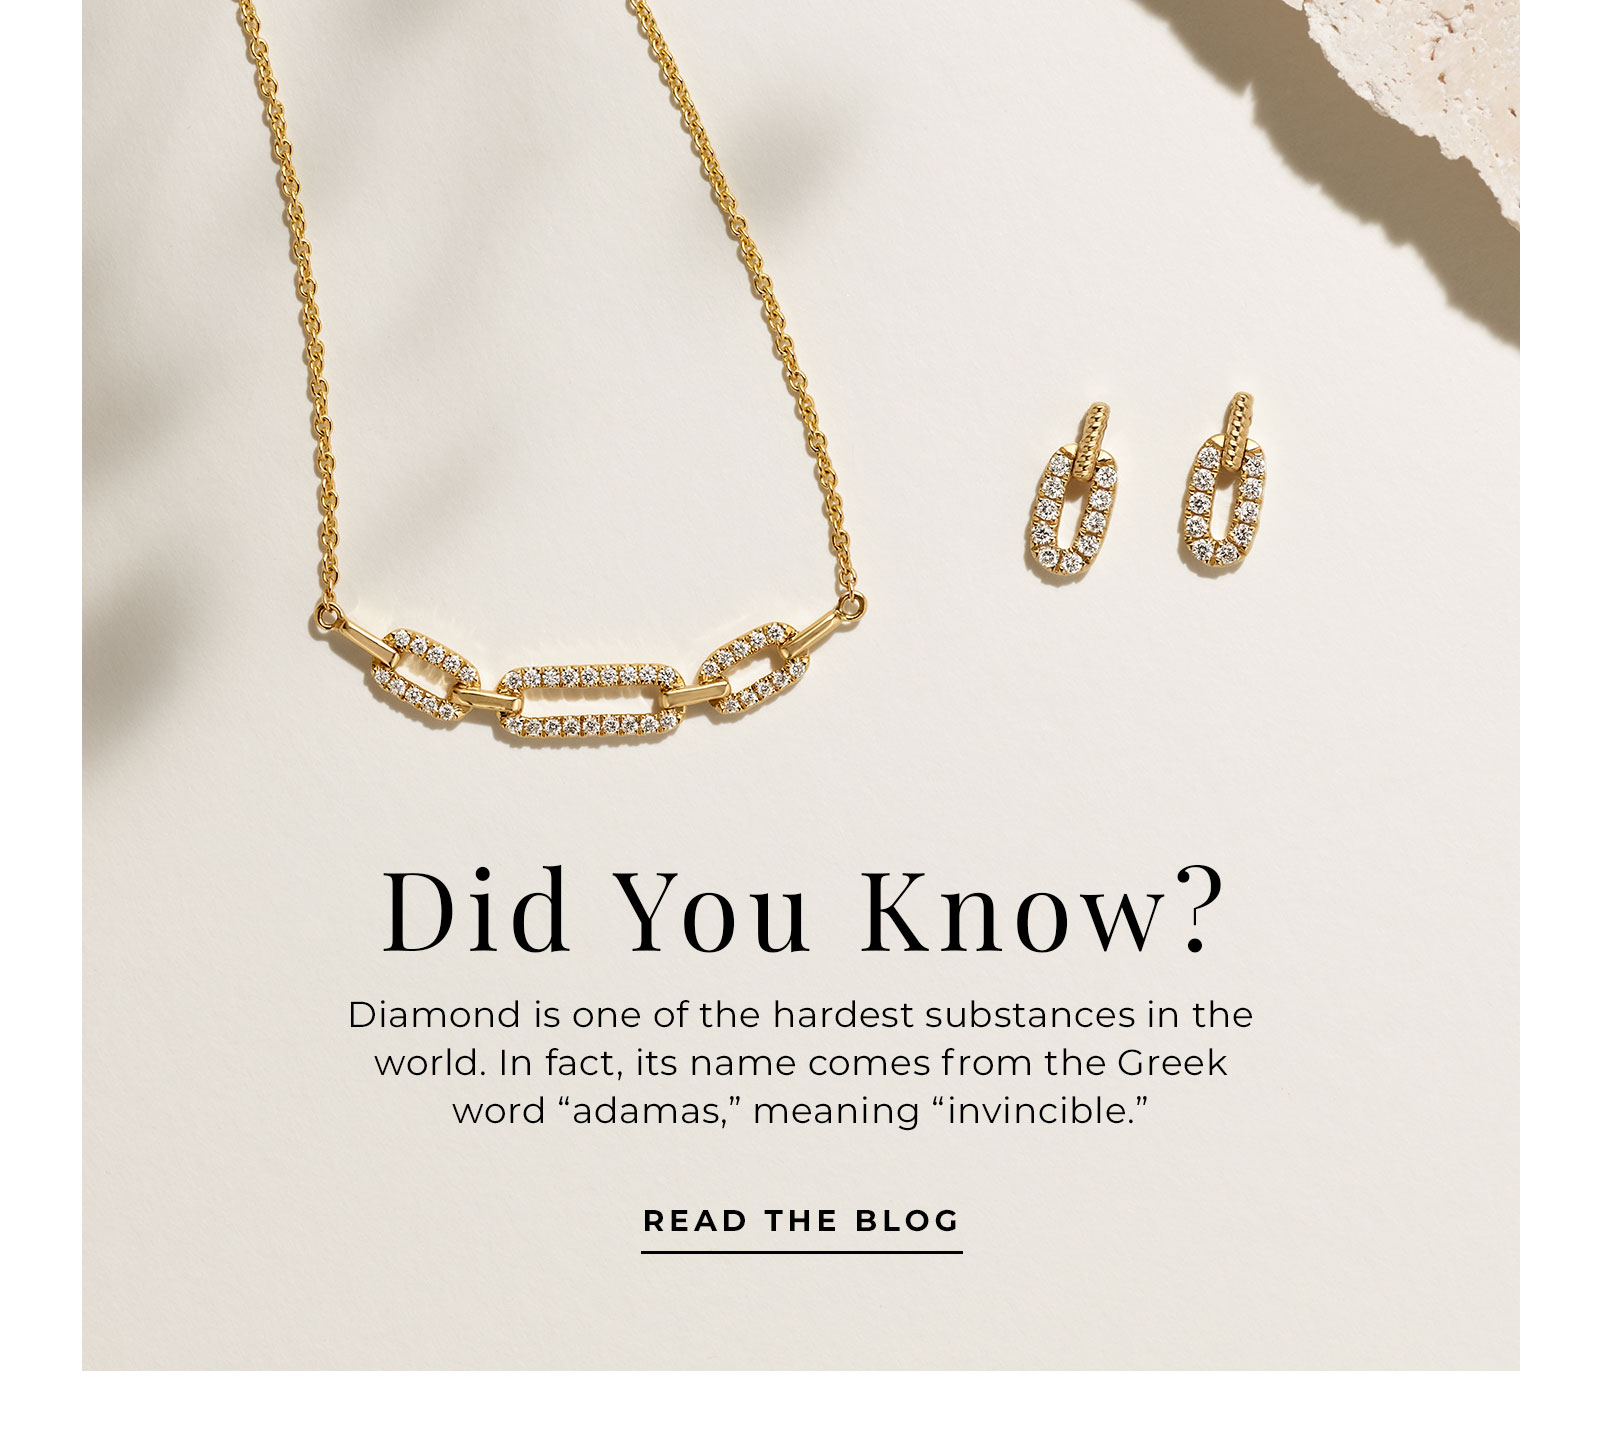 Did You Know?
Diamond is one of the hardest substances in the
world. In fact, its name comes from the Greek
word “adamas,” meaning “invincible.”
READ THE BLOG